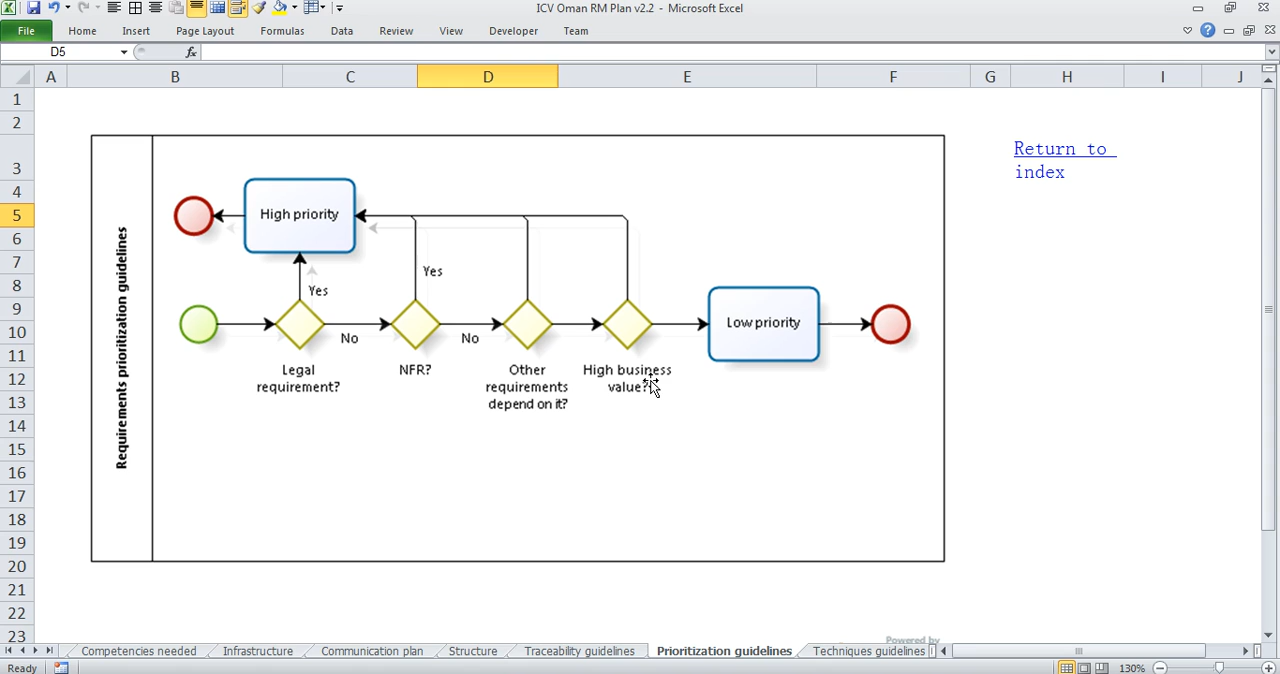 ICV Oman RM Plan v2.2 - Microsoft Excel
File Home Insert Page Layout Formulas Data Review View Developer Team
D5 fx
A B C D E F G H I J
1
2
3
4
5
6
7
8
9
10
11
12
13
14
15
16
17
18
19
20
21
22
23
Requirements prioritization guidelines
High priority
Yes
Yes
No
No
Low priority
Legal
requirement?
NFR?
Other
requirements
depend on it?
High business
value?
Return to
index
Powered by
Competencies needed Infrastructure Communication plan Structure Traceability guidelines Prioritization guidelines Techniques guidelines
Ready 130%